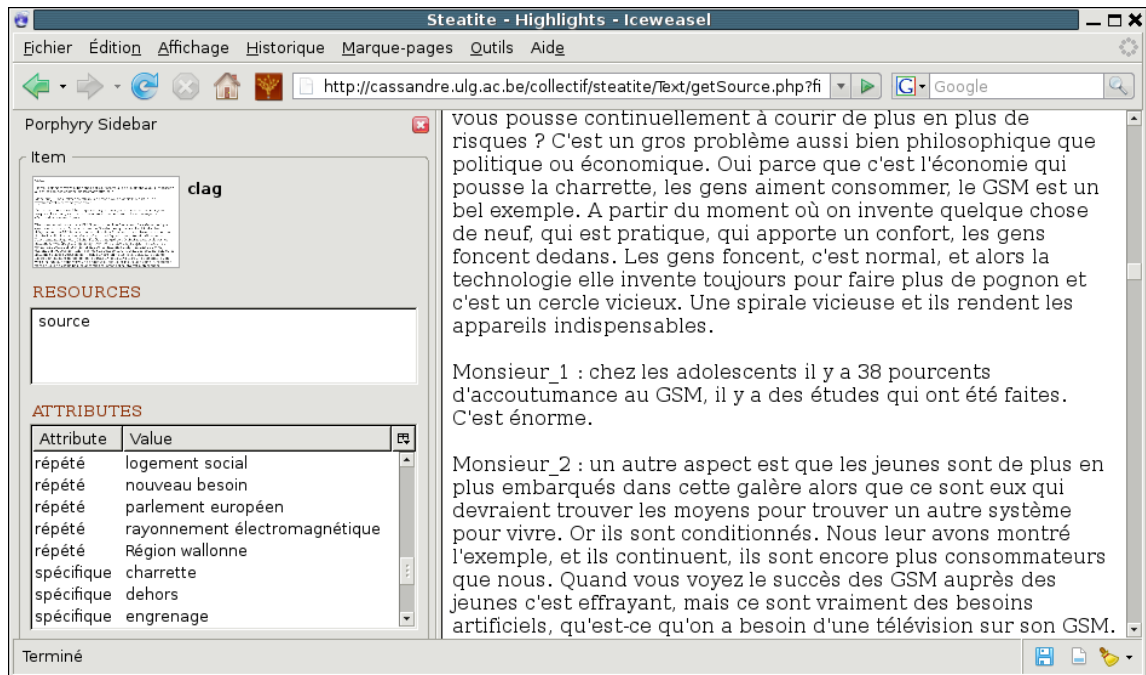 Steatite - Highlights - Iceweasel
Fichier Édition Affichage Historique Marque-pages Outils Aide
http://cassandre.ulg.ac.be/collectif/steatite/Text/getSource.php?fi
G Google
Porphyry Sidebar
Item
clag
RESOURCES
source
ATTRIBUTES
Attribute Value
répété logement social
répété nouveau besoin
répété parlement européen
répété rayonnement électromagnétique
répété Région wallonne
spécifique charrette
spécifique dehors
spécifique engrenage
vous pousse continuellement à courir de plus en plus de
risques ? C'est un gros problème aussi bien philosophique que
politique ou économique. Oui parce que c'est l'économie qui
pousse la charrette, les gens aiment consommer, le GSM est un
bel exemple. A partir du moment où on invente quelque chose
de neuf, qui est pratique, qui apporte un confort, les gens
foncent dedans. Les gens foncent, c'est normal, et alors la
technologie elle invente toujours pour faire plus de pognon et
c'est un cercle vicieux. Une spirale vicieuse et ils rendent les
appareils indispensables.
Monsieur_1 : chez les adolescents il y a 38 pourcents
d'accoutumance au GSM, il y a des études qui ont été faites.
C'est énorme.
Monsieur_2 : un autre aspect est que les jeunes sont de plus en
plus embarqués dans cette galère alors que ce sont eux qui
devraient trouver les moyens pour trouver un autre système
pour vivre. Or ils sont conditionnés. Nous leur avons montré
l'exemple, et ils continuent, ils sont encore plus consommateurs
que nous. Quand vous voyez le succès des GSM auprès des
jeunes c'est effrayant, mais ce sont vraiment des besoins
artificiels, qu'est-ce qu'on a besoin d'une télévision sur son GSM.
Terminé